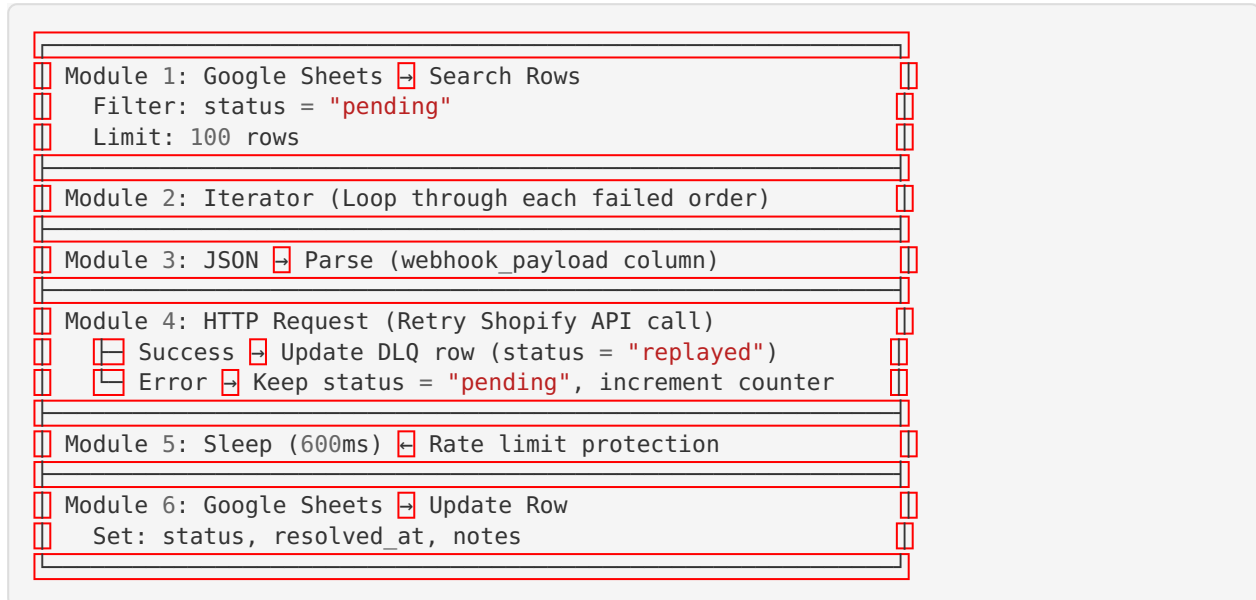 ┌─────────────────────────────────────────────────────────────┐
│ Module 1: Google Sheets → Search Rows                       │
│   Filter: status = "pending"                                │
│   Limit: 100 rows                                           │
├─────────────────────────────────────────────────────────────┤
│ Module 2: Iterator (Loop through each failed order)         │
├─────────────────────────────────────────────────────────────┤
│ Module 3: JSON → Parse (webhook_payload column)             │
├─────────────────────────────────────────────────────────────┤
│ Module 4: HTTP Request (Retry Shopify API call)             │
│   ├─ Success → Update DLQ row (status = "replayed")         │
│   └─ Error → Keep status = "pending", increment counter     │
├─────────────────────────────────────────────────────────────┤
│ Module 5: Sleep (600ms) ← Rate limit protection             │
├─────────────────────────────────────────────────────────────┤
│ Module 6: Google Sheets → Update Row                        │
│   Set: status, resolved_at, notes                           │
└─────────────────────────────────────────────────────────────┘